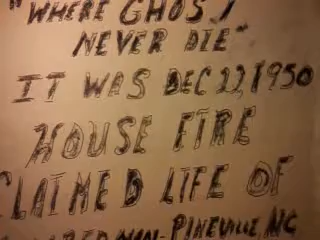 "WHERE GHOST
NEVER DIE"
IT WAS DEC 22, 1950
HOUSE FIRE
CLAIMED LIFE OF
PINEVILLE, NC